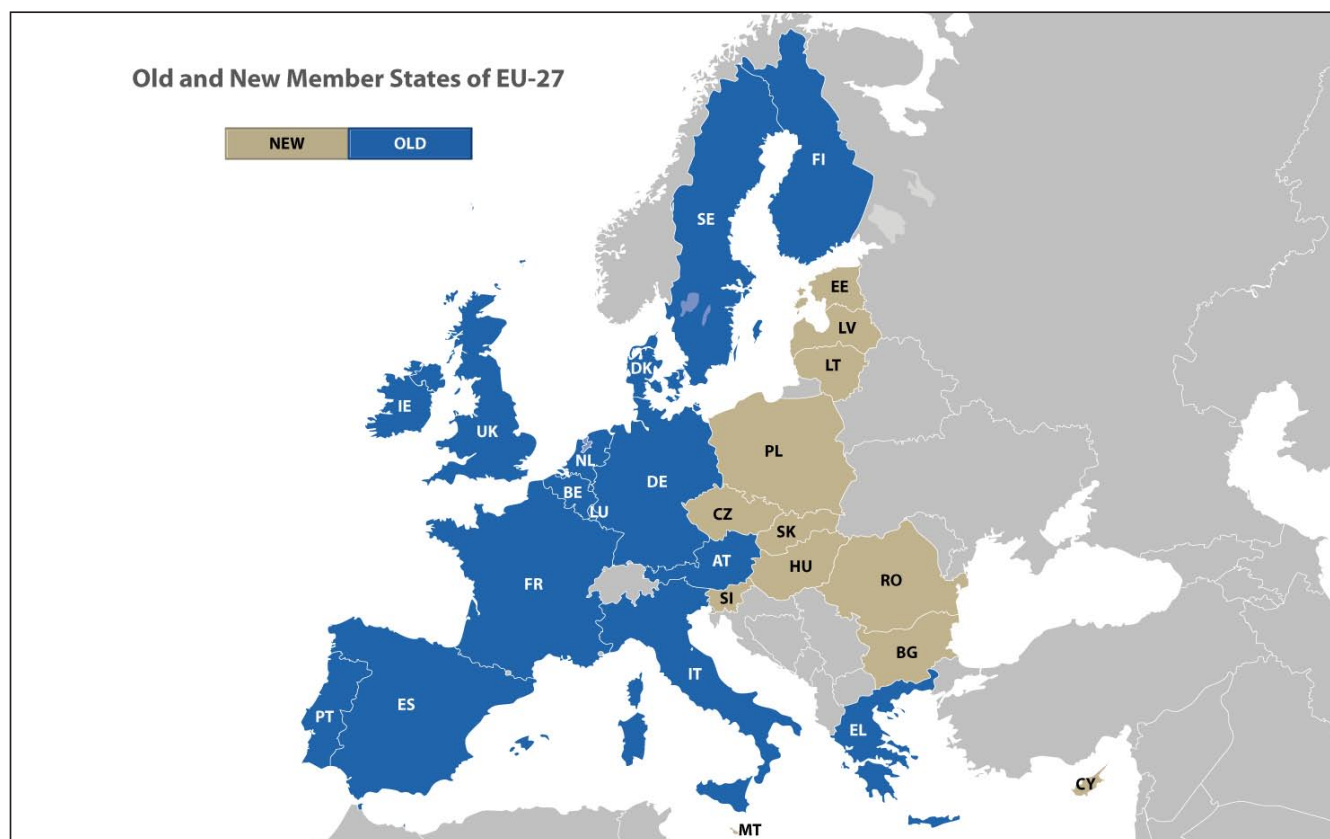 Old and New Member States of EU-27
NEW OLD
FI
SE
EE
LV
LT
DK
IE
UK
NL
PL
DE
BE
LU
CZ
SK
AT
HU
FR
RO
SI
BG
IT
ES
PT
EL
CY
MT